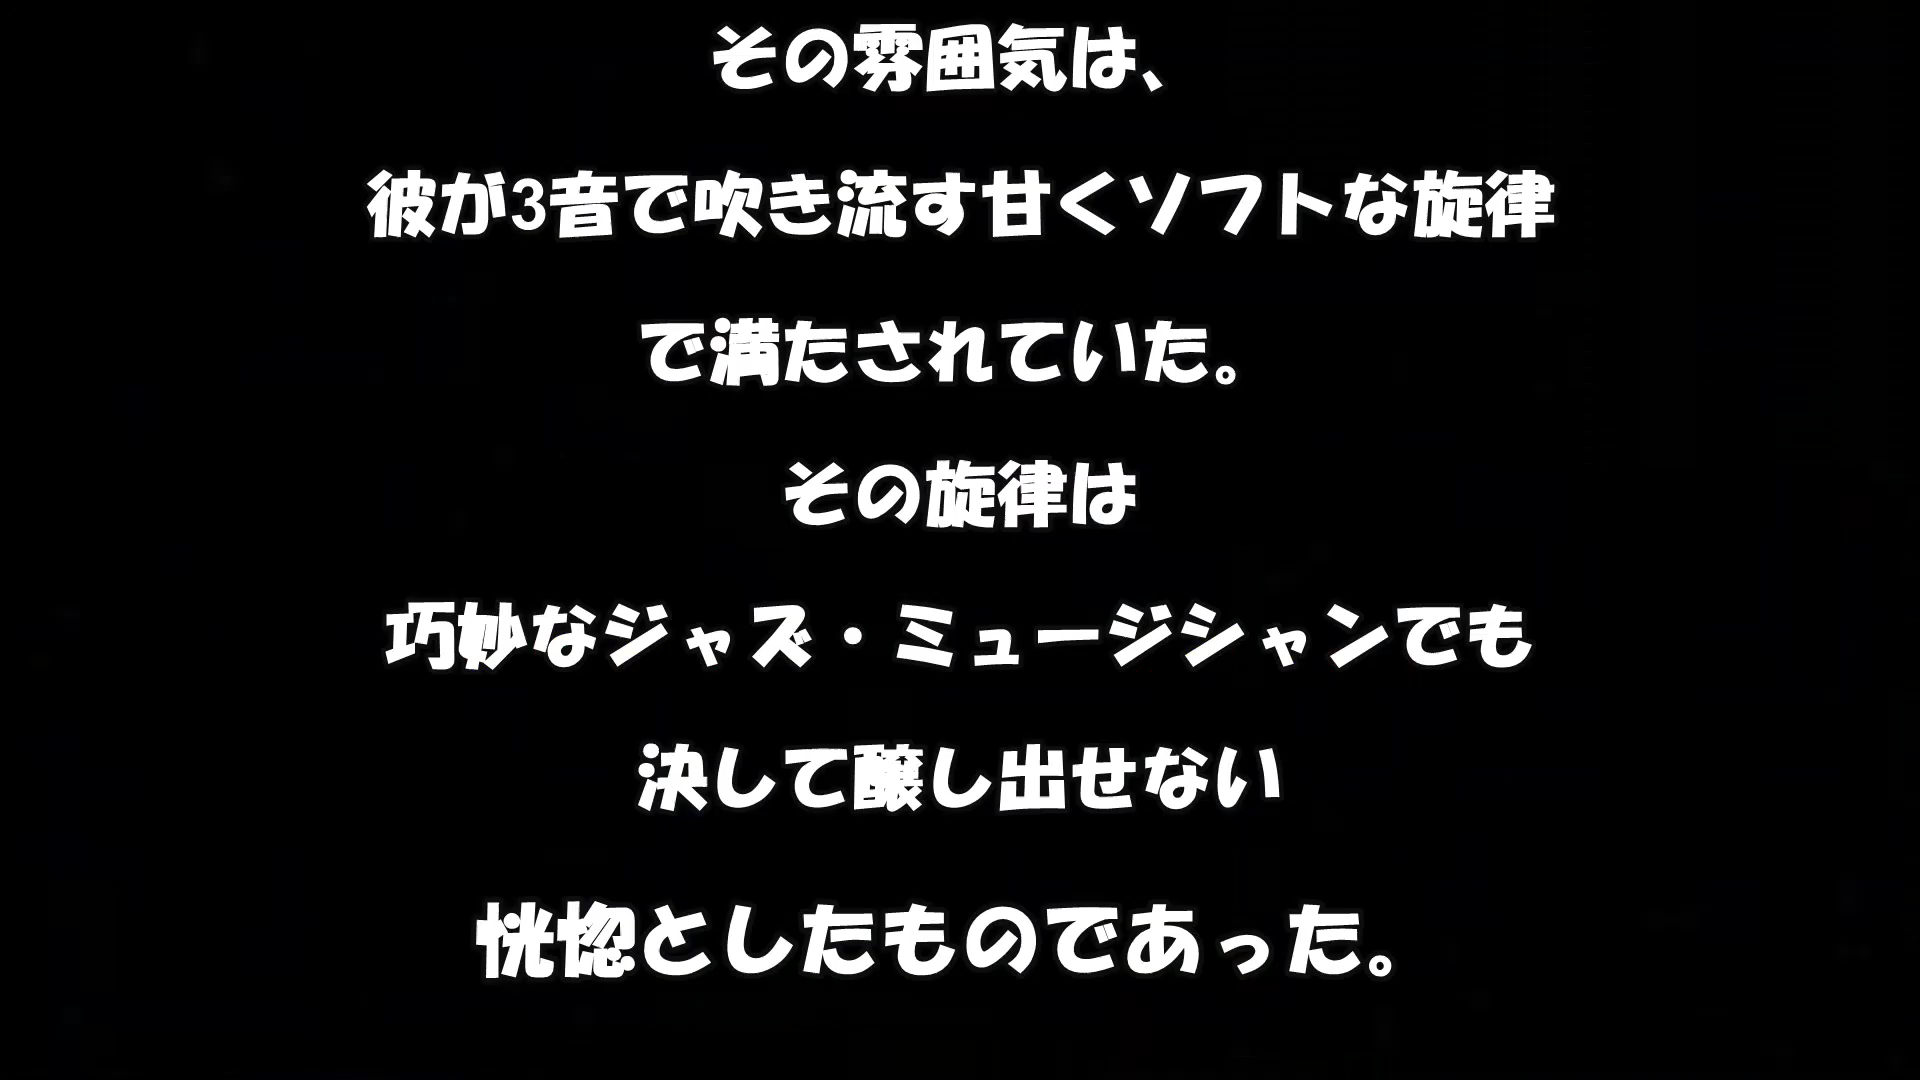 その雰囲気は、
彼が3音で吹き流す甘くソフトな旋律
で満たされていた。
その旋律は
巧妙なジャズ・ミュージシャンでも
決して醸し出せない
恍惚としたものであった。